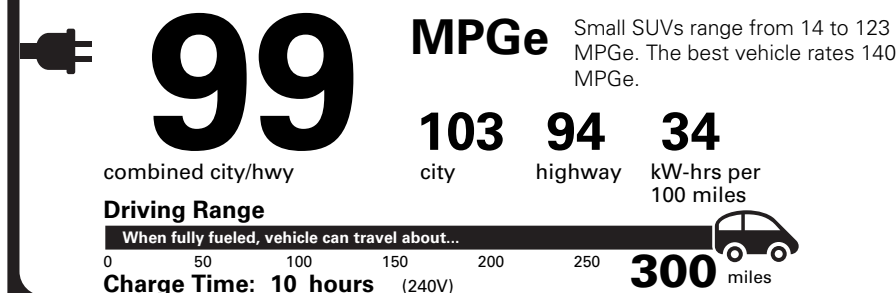 99
MPGe
Small SUVs range from 14 to 123
MPGe. The best vehicle rates 140
MPGe.
combined city/hwy
103 94 34
city highway kW-hrs per
100 miles
Driving Range
When fully fueled, vehicle can travel about...
0 50 100 150 200 250 300 miles
Charge Time: 10 hours (240V)